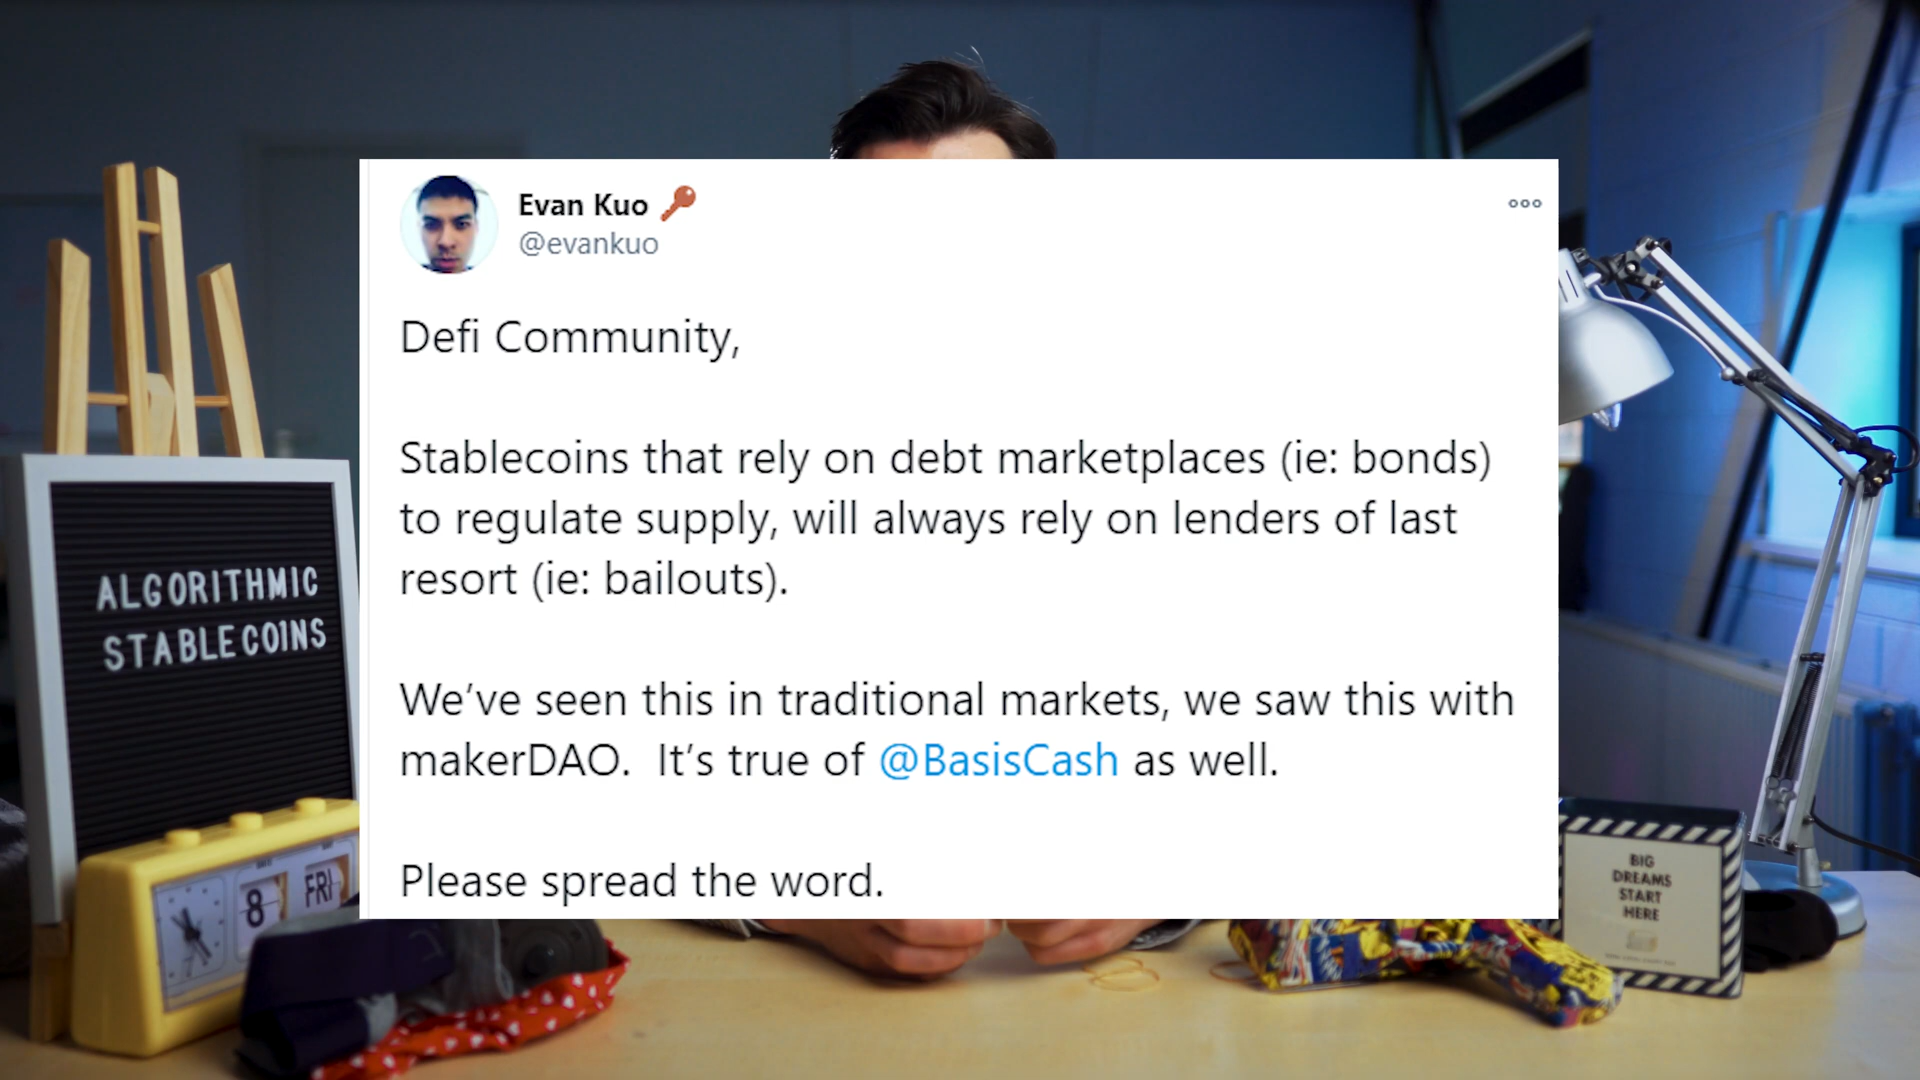 Evan Kuo
@evankuo
Defi Community,
Stablecoins that rely on debt marketplaces (ie: bonds)
to regulate supply, will always rely on lenders of last
resort (ie: bailouts).
We've seen this in traditional markets, we saw this with
makerDAO.  It's true of @BasisCash as well.
Please spread the word.
ALGORITHMIC
STABLECOINS
8
FRI
BIG
DREAMS
START
HERE